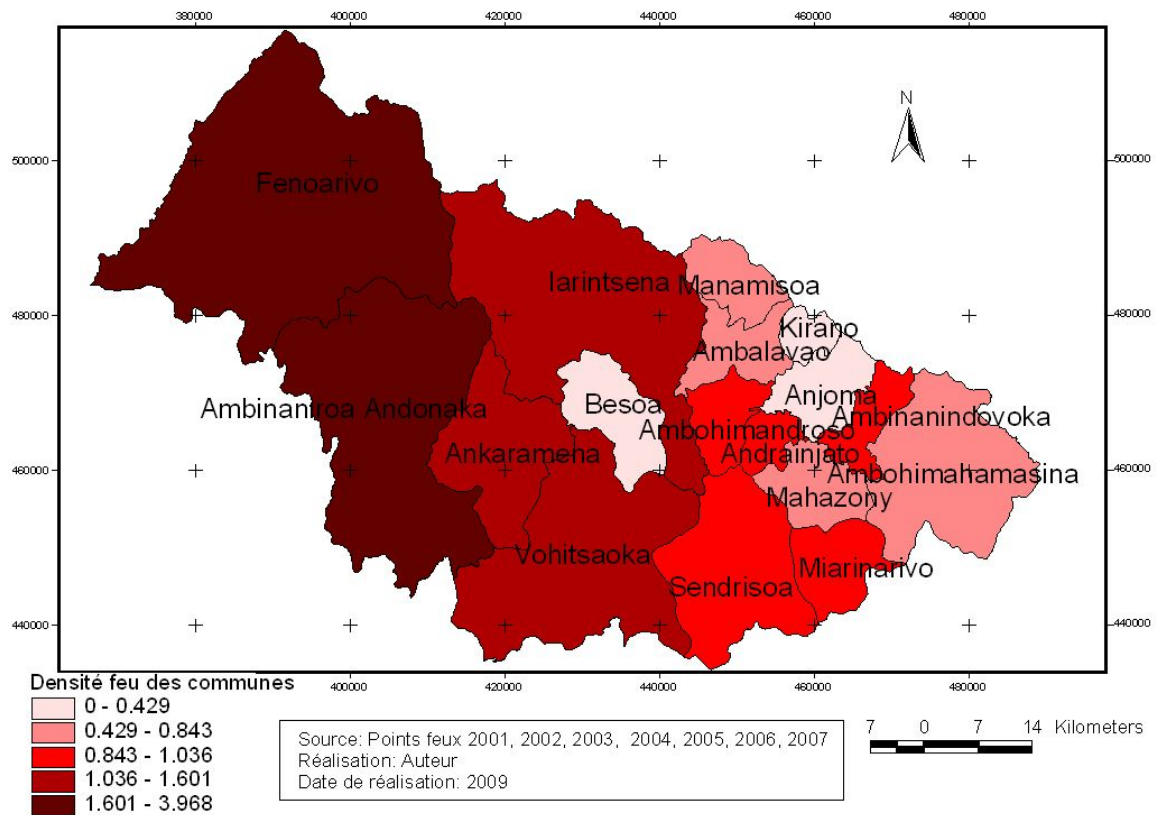 380000 400000 420000 440000 460000 480000
N
500000 500000
Fenoarivo
Iarintsena Manamisoa
480000 Kirano 480000
Ambalavao
Ambinaniroa Andonaka Besoa Anjoma
Ambinanindovoka
Ambohimandroso
Ankaramena Andrainjato
460000 Ambohimahamasina 460000
Mahazony
Vohitsaoka Miarinarivo
Sendrisoa
440000 440000
380000 400000 420000 440000 460000 480000
Densité feu des communes
0 - 0.429
0.429 - 0.843
0.843 - 1.036
1.036 - 1.601
1.601 - 3.968
Source: Points feux 2001, 2002, 2003, 2004, 2005, 2006, 2007
Réalisation: Auteur
Date de réalisation: 2009
7 0 7 14 Kilometers